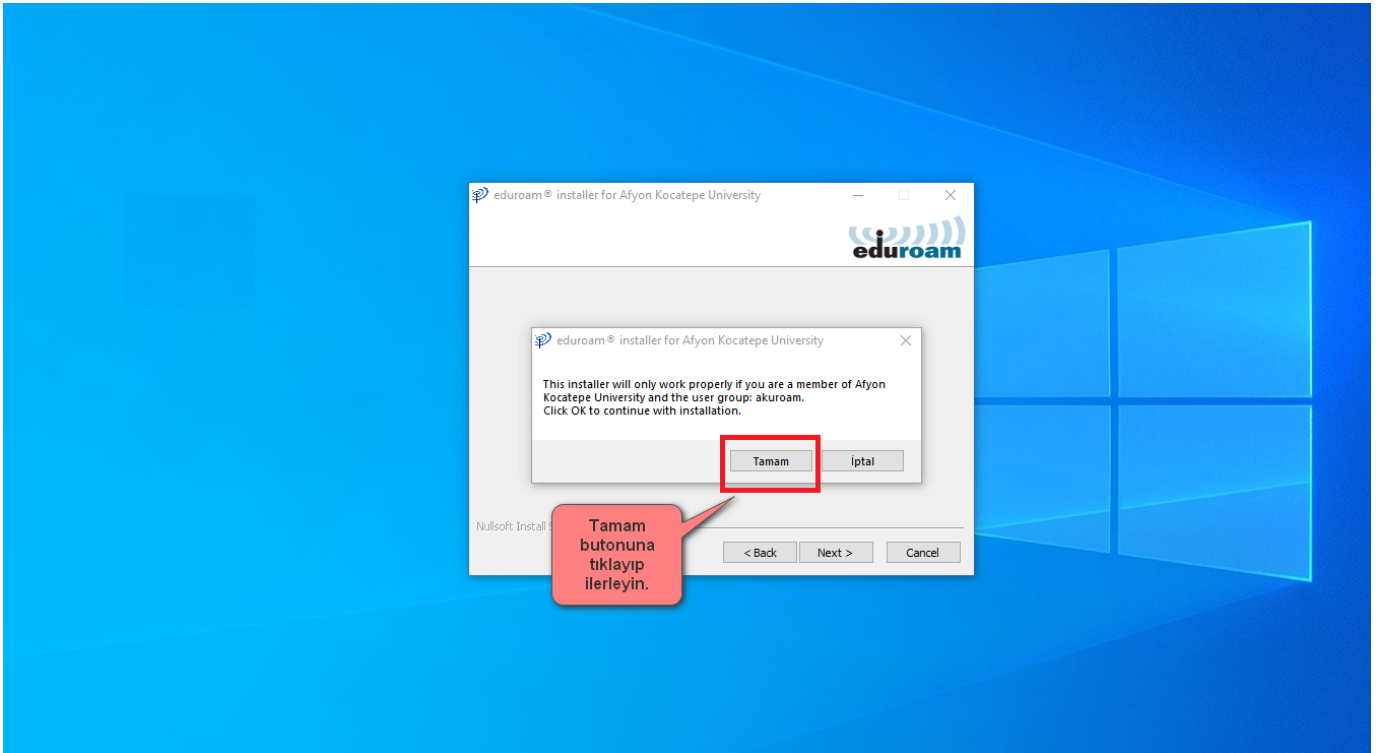 eduroam® installer for Afyon Kocatepe University
eduroam
eduroam® installer for Afyon Kocatepe University
This installer will only work properly if you are a member of Afyon
Kocatepe University and the user group: akuroam.
Click OK to continue with installation.
Tamam
İptal
Nullsoft Install
Tamam
butonuna
tıklayıp
ilerleyin.
< Back
Next >
Cancel